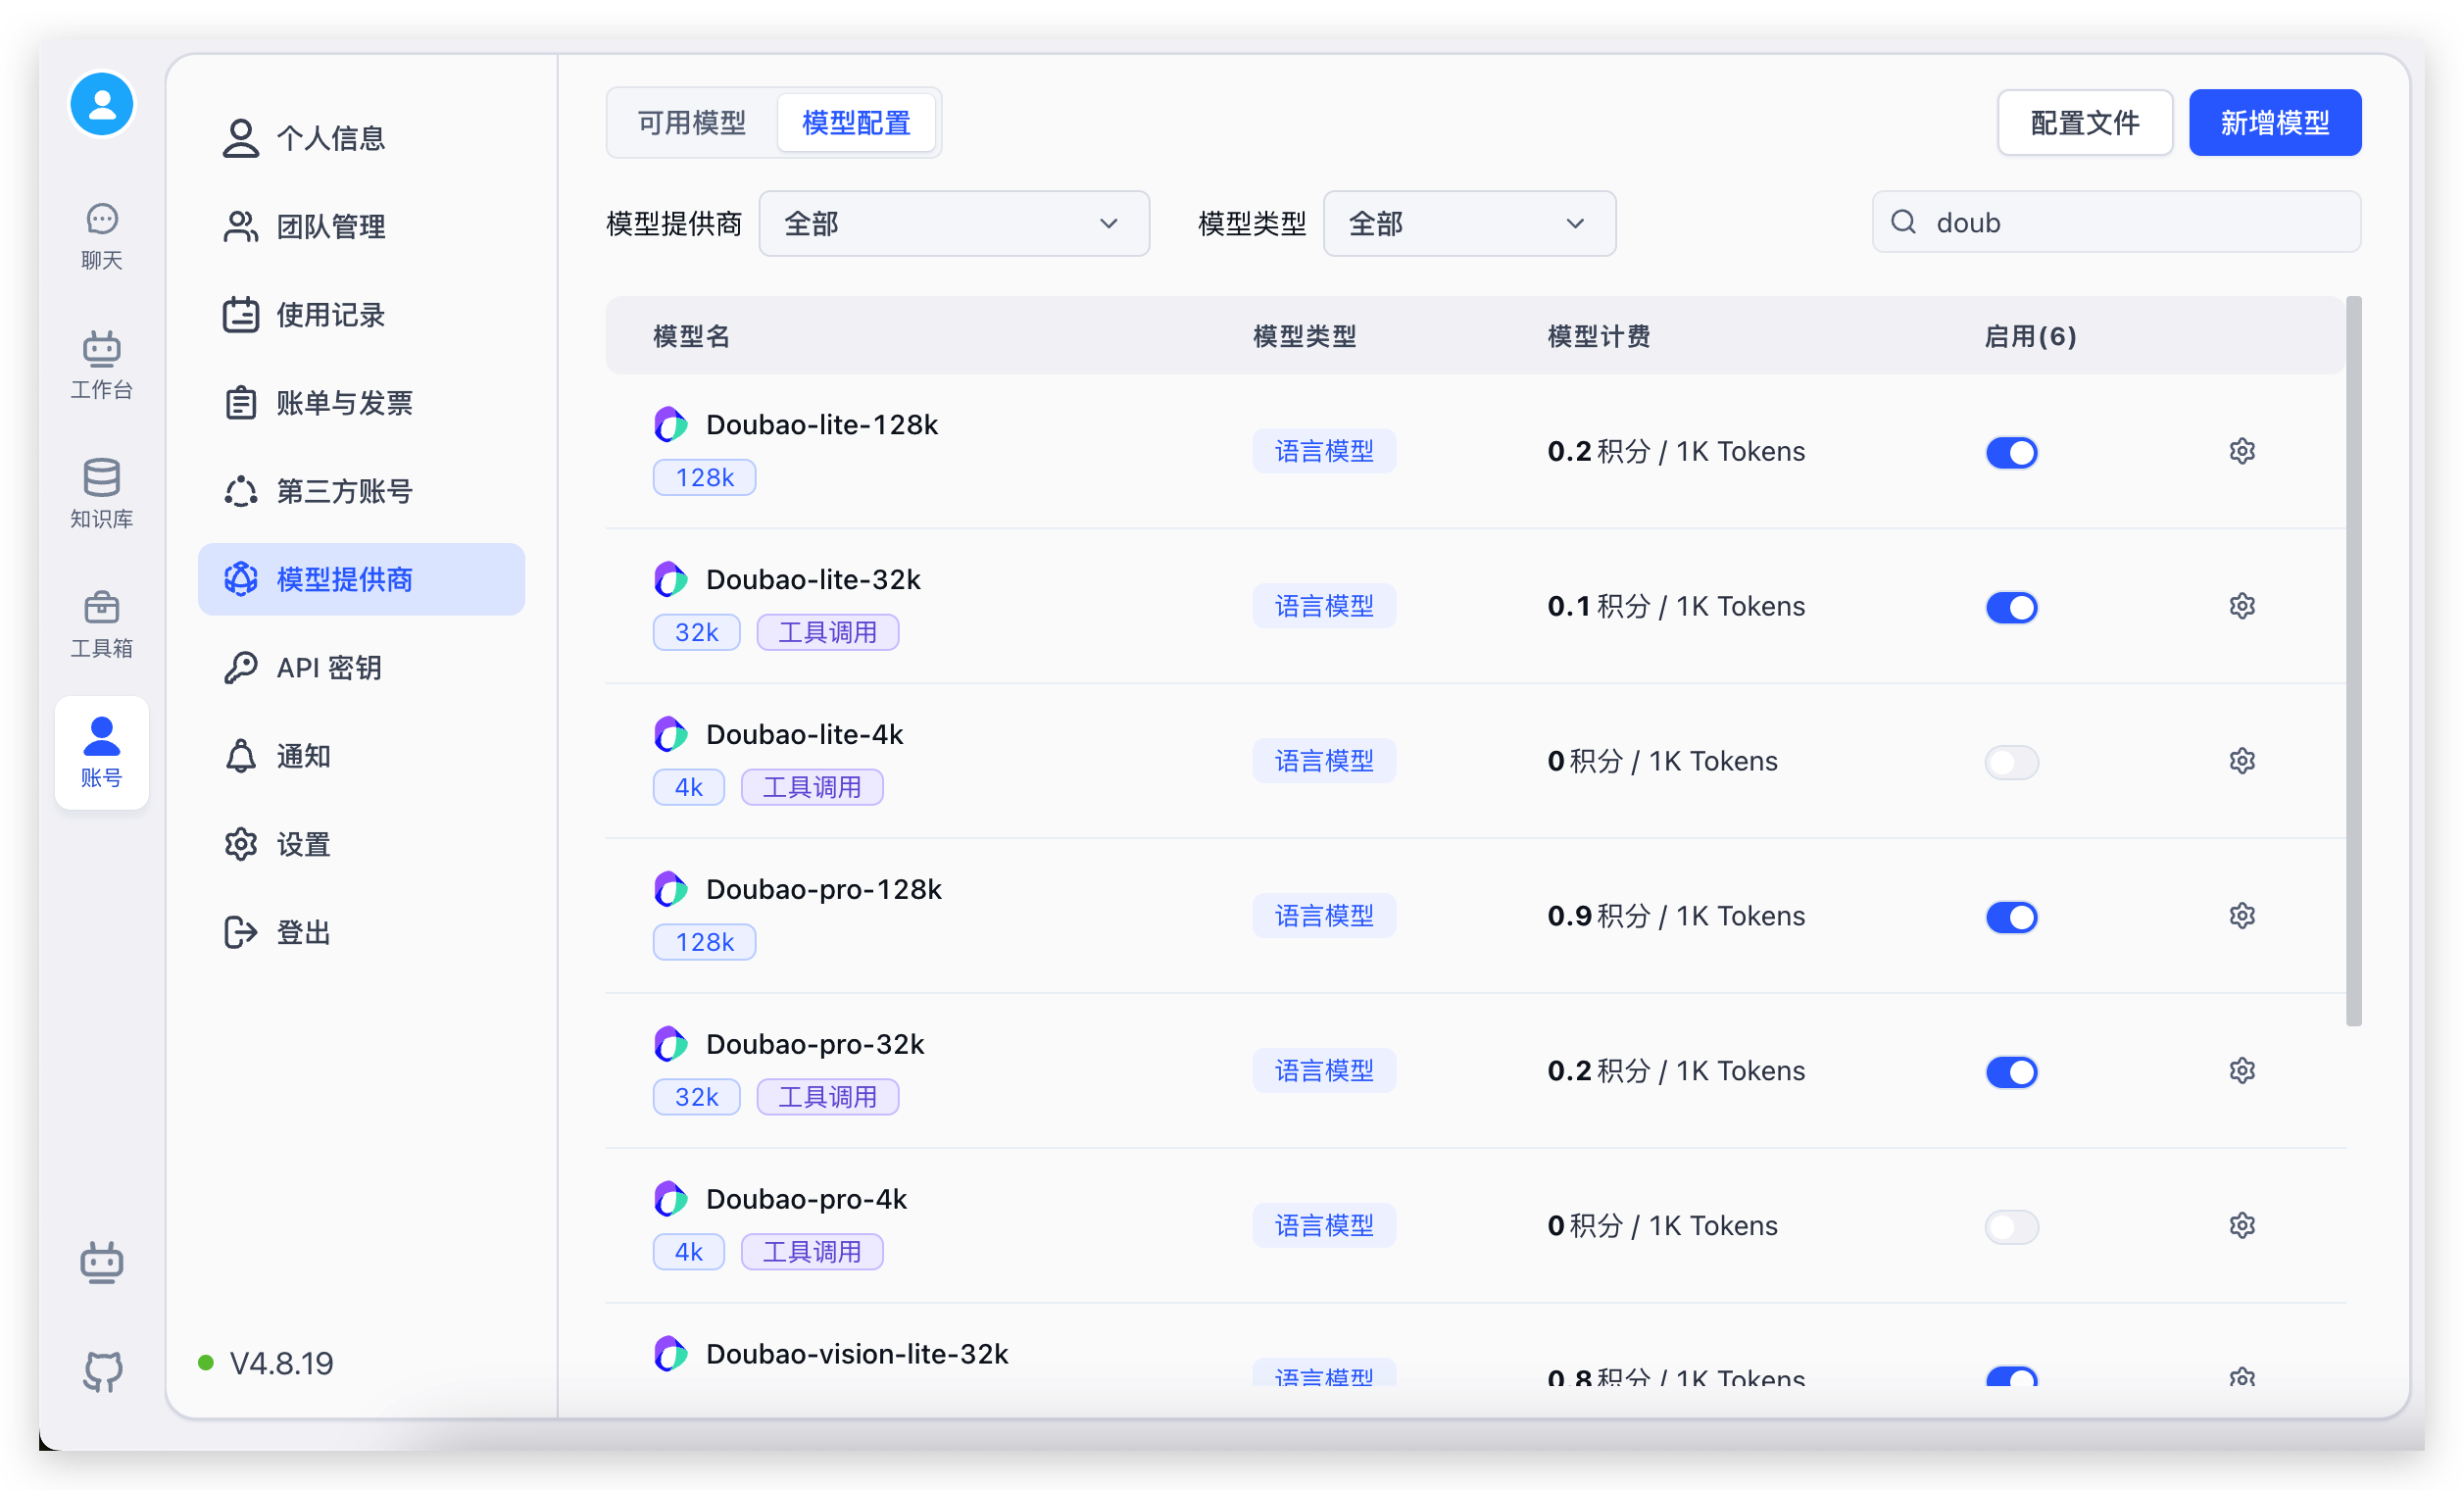 聊天
工作台
知识库
工具箱
账号
个人信息
团队管理
使用记录
账单与发票
第三方账号
模型提供商
API 密钥
通知
设置
登出
V4.8.19
可用模型 模型配置 配置文件 新增模型
模型提供商 全部 模型类型 全部 doub
模型名 模型类型 模型计费 启用(6)
Doubao-lite-128k
128k
语言模型 0.2 积分 / 1K Tokens
Doubao-lite-32k
32k 工具调用
语言模型 0.1 积分 / 1K Tokens
Doubao-lite-4k
4k 工具调用
语言模型 0 积分 / 1K Tokens
Doubao-pro-128k
128k
语言模型 0.9 积分 / 1K Tokens
Doubao-pro-32k
32k 工具调用
语言模型 0.2 积分 / 1K Tokens
Doubao-pro-4k
4k 工具调用
语言模型 0 积分 / 1K Tokens
Doubao-vision-lite-32k
语言模型 0.8 积分 / 1K Tokens